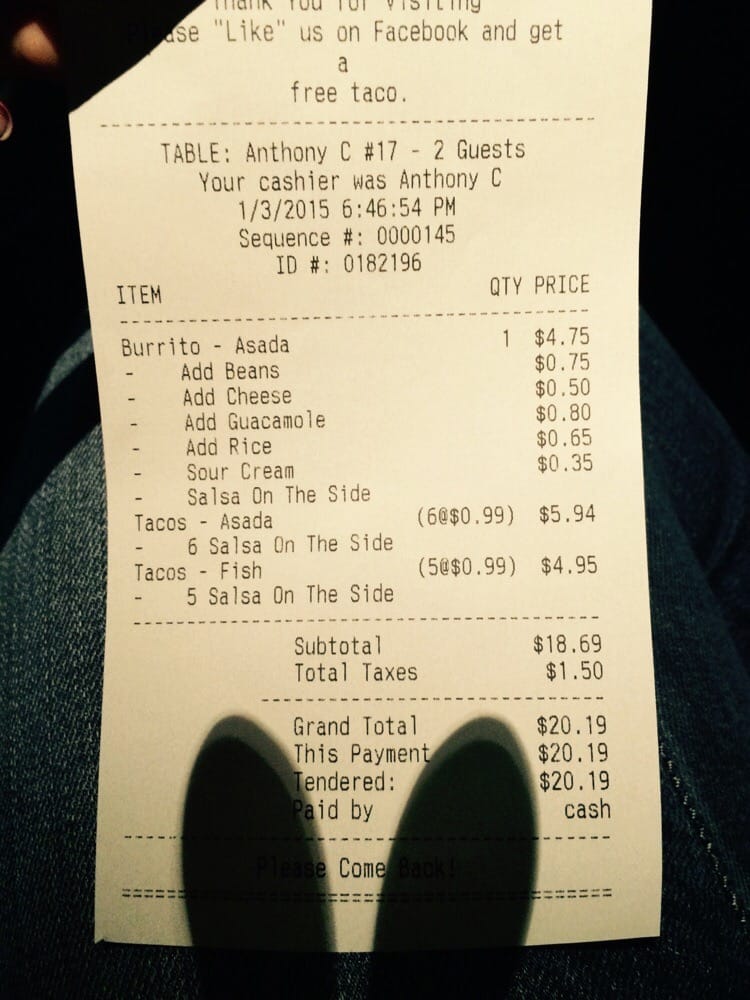 Thank You for Visiting
Please "Like" us on Facebook and get
a
free taco.
TABLE: Anthony C #17 - 2 Guests
Your cashier was Anthony C
1/3/2015 6:46:54 PM
Sequence #: 0000145
ID #: 0182196
ITEM QTY PRICE
Burrito - Asada 1 $4.75
- Add Beans $0.75
- Add Cheese $0.50
- Add Guacamole $0.80
- Add Rice $0.65
- Sour Cream $0.35
- Salsa On The Side
Tacos - Asada (6@$0.99) $5.94
- 6 Salsa On The Side
Tacos - Fish (5@$0.99) $4.95
- 5 Salsa On The Side
Subtotal $18.69
Total Taxes $1.50
Grand Total $20.19
This Payment $20.19
Tendered: $20.19
Paid by cash
Please Come Back!